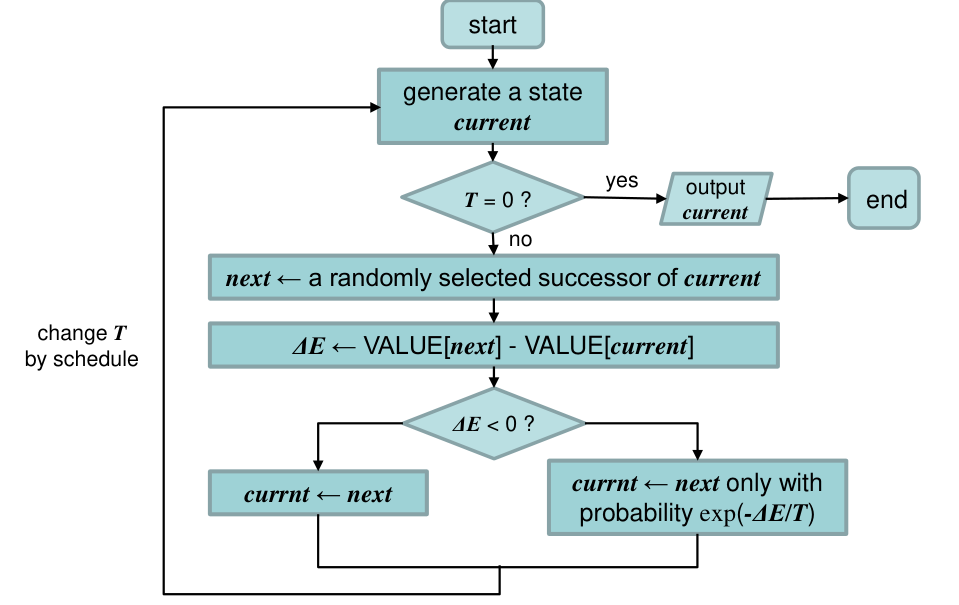 start
generate a state
current
T = 0 ?
yes
output
current
end
no
next ← a randomly selected successor of current
ΔE ← VALUE[next] - VALUE[current]
change T
by schedule
ΔE < 0 ?
currnt ← next
currnt ← next only with
probability exp(-ΔE/T)